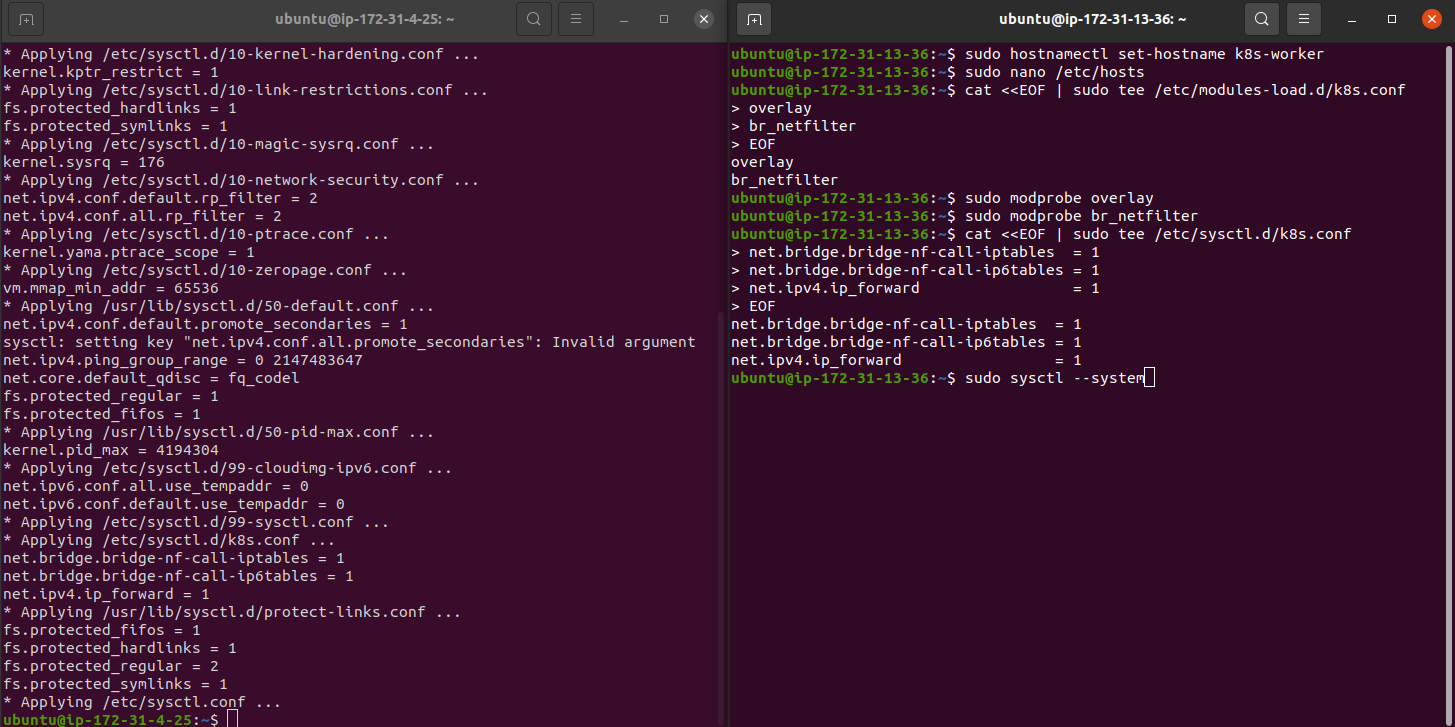 ubuntu@ip-172-31-4-25: ~
* Applying /etc/sysctl.d/10-kernel-hardening.conf ...
kernel.kptr_restrict = 1
* Applying /etc/sysctl.d/10-link-restrictions.conf ...
fs.protected_hardlinks = 1
fs.protected_symlinks = 1
* Applying /etc/sysctl.d/10-magic-sysrq.conf ...
kernel.sysrq = 176
* Applying /etc/sysctl.d/10-network-security.conf ...
net.ipv4.conf.default.rp_filter = 2
net.ipv4.conf.all.rp_filter = 2
* Applying /etc/sysctl.d/10-ptrace.conf ...
kernel.yama.ptrace_scope = 1
* Applying /etc/sysctl.d/10-zeropage.conf ...
vm.mmap_min_addr = 65536
* Applying /usr/lib/sysctl.d/50-default.conf ...
net.ipv4.conf.default.promote_secondaries = 1
sysctl: setting key "net.ipv4.conf.all.promote_secondaries": Invalid argument
net.ipv4.ping_group_range = 0 2147483647
net.core.default_qdisc = fq_codel
fs.protected_regular = 1
fs.protected_fifos = 1
* Applying /usr/lib/sysctl.d/50-pid-max.conf ...
kernel.pid_max = 4194304
* Applying /etc/sysctl.d/99-cloudimg-ipv6.conf ...
net.ipv6.conf.all.use_tempaddr = 0
net.ipv6.conf.default.use_tempaddr = 0
* Applying /etc/sysctl.d/99-sysctl.conf ...
* Applying /etc/sysctl.d/k8s.conf ...
net.bridge.bridge-nf-call-iptables = 1
net.bridge.bridge-nf-call-ip6tables = 1
net.ipv4.ip_forward = 1
* Applying /usr/lib/sysctl.d/protect-links.conf ...
fs.protected_fifos = 1
fs.protected_hardlinks = 1
fs.protected_regular = 2
fs.protected_symlinks = 1
* Applying /etc/sysctl.conf ...
ubuntu@ip-172-31-4-25:~$
ubuntu@ip-172-31-13-36: ~
ubuntu@ip-172-31-13-36:~$ sudo hostnamectl set-hostname k8s-worker
ubuntu@ip-172-31-13-36:~$ sudo nano /etc/hosts
ubuntu@ip-172-31-13-36:~$ cat <<EOF | sudo tee /etc/modules-load.d/k8s.conf
> overlay
> br_netfilter
> EOF
overlay
br_netfilter
ubuntu@ip-172-31-13-36:~$ sudo modprobe overlay
ubuntu@ip-172-31-13-36:~$ sudo modprobe br_netfilter
ubuntu@ip-172-31-13-36:~$ cat <<EOF | sudo tee /etc/sysctl.d/k8s.conf
> net.bridge.bridge-nf-call-iptables  = 1
> net.bridge.bridge-nf-call-ip6tables = 1
> net.ipv4.ip_forward                 = 1
> EOF
net.bridge.bridge-nf-call-iptables  = 1
net.bridge.bridge-nf-call-ip6tables = 1
net.ipv4.ip_forward                 = 1
ubuntu@ip-172-31-13-36:~$ sudo sysctl --system